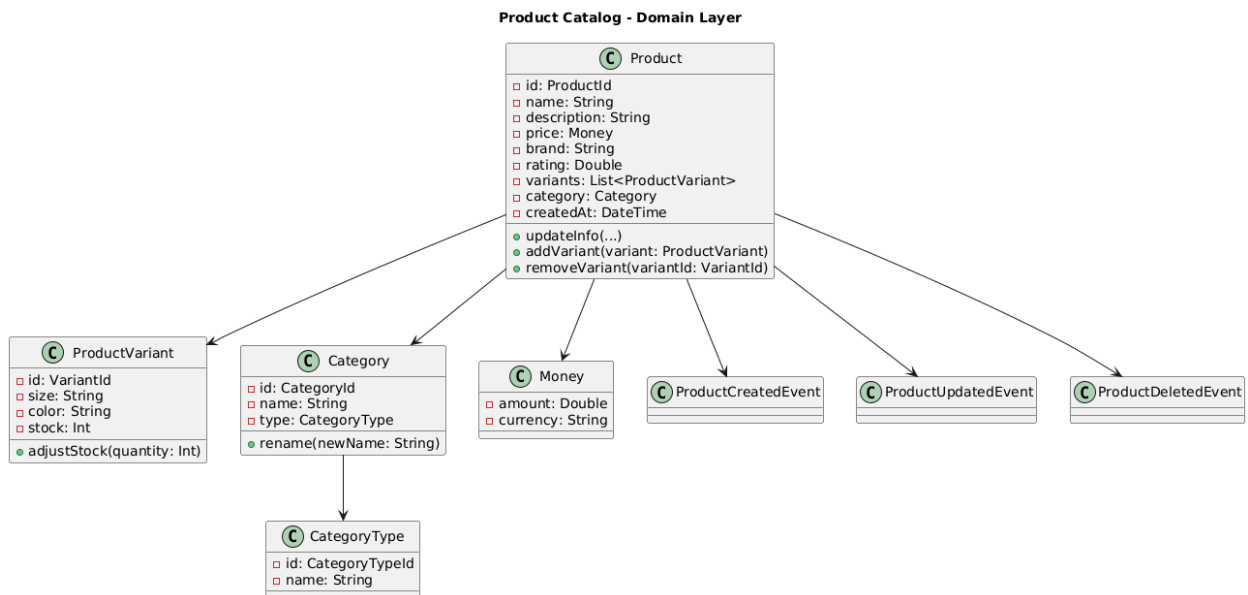 Product Catalog - Domain Layer
C Product
id: ProductId
name: String
description: String
price: Money
brand: String
rating: Double
variants: List<ProductVariant>
category: Category
createdAt: DateTime
updateInfo(...)
addVariant(variant: ProductVariant)
removeVariant(variantId: VariantId)
C ProductVariant
id: VariantId
size: String
color: String
stock: Int
adjustStock(quantity: Int)
C Category
id: CategoryId
name: String
type: CategoryType
rename(newName: String)
C Money
amount: Double
currency: String
C ProductCreatedEvent
C ProductUpdatedEvent
C ProductDeletedEvent
C CategoryType
id: CategoryTypeId
name: String